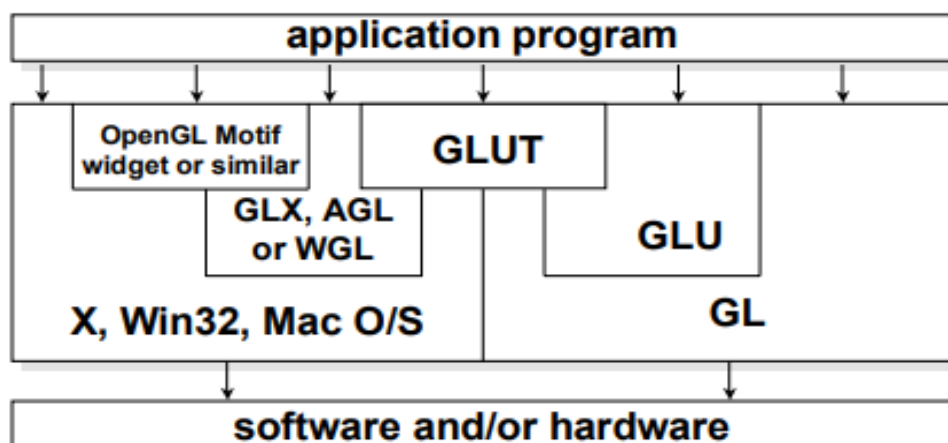 application program
OpenGL Motif
widget or similar
GLUT
GLX, AGL
or WGL
GLU
X, Win32, Mac O/S
GL
software and/or hardware